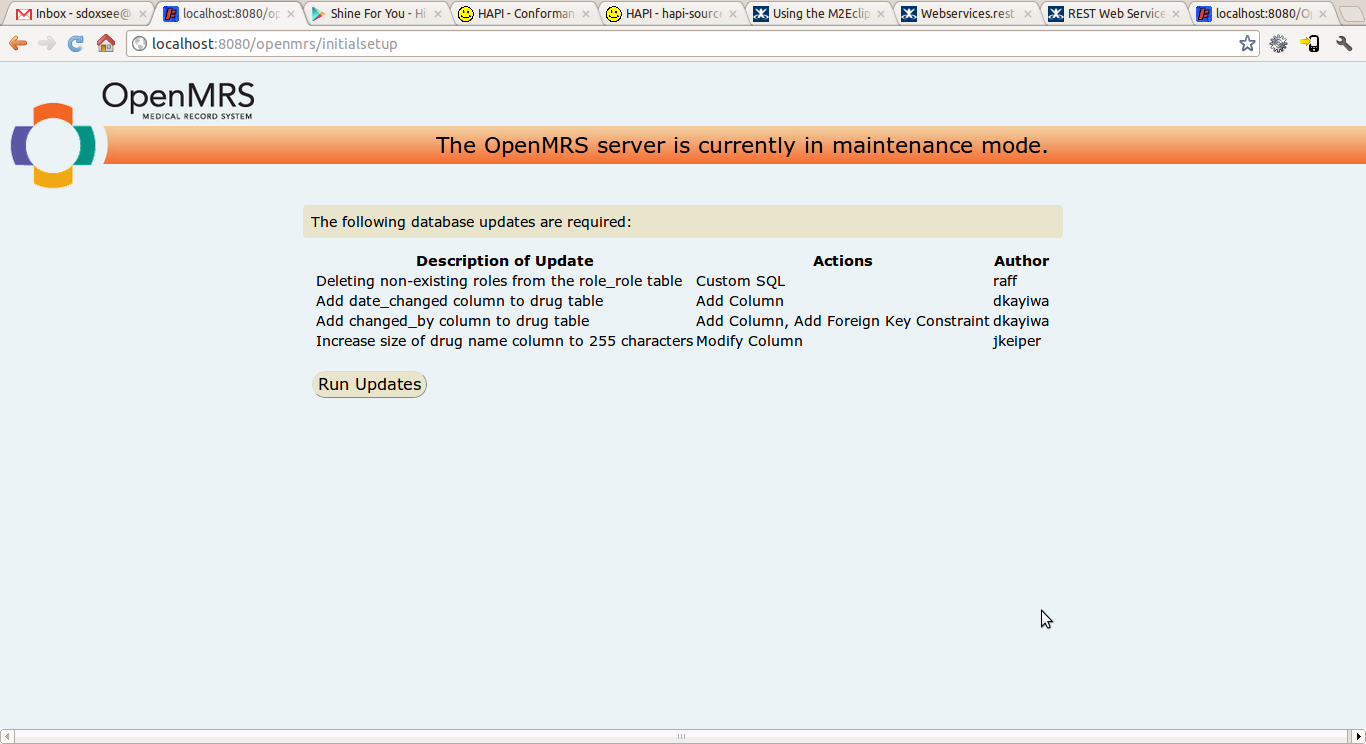 Inbox - sdoxsee@
localhost:8080/op
Shine For You - Hi
HAPI - Conforman
HAPI - hapi-source
Using the M2Eclip
Webservices.rest
REST Web Service
localhost:8080/O
localhost:8080/openmrs/initialsetup
OpenMRS
MEDICAL RECORD SYSTEM
The OpenMRS server is currently in maintenance mode.
The following database updates are required:
Description of Update Actions Author
Deleting non-existing roles from the role_role table Custom SQL raff
Add date_changed column to drug table Add Column dkayiwa
Add changed_by column to drug table Add Column, Add Foreign Key Constraint dkayiwa
Increase size of drug name column to 255 characters Modify Column jkeiper
Run Updates